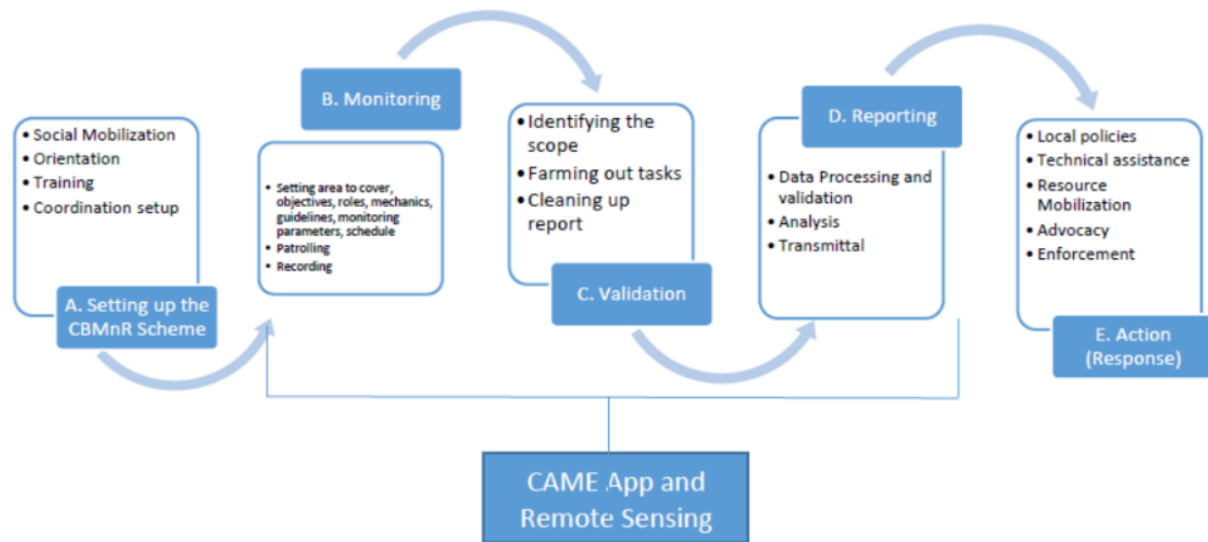 • Social Mobilization
• Orientation
• Training
• Coordination setup
A. Setting up the
CBMnR Scheme
B. Monitoring
• Setting area to cover,
objectives, roles, mechanics,
guidelines, monitoring
parameters, schedule
• Patrolling
• Recording
• Identifying the
scope
• Farming out tasks
• Cleaning up
report
C. Validation
D. Reporting
• Data Processing and
validation
• Analysis
• Transmittal
• Local policies
• Technical assistance
• Resource
Mobilization
• Advocacy
• Enforcement
E. Action
(Response)
CAME App and
Remote Sensing